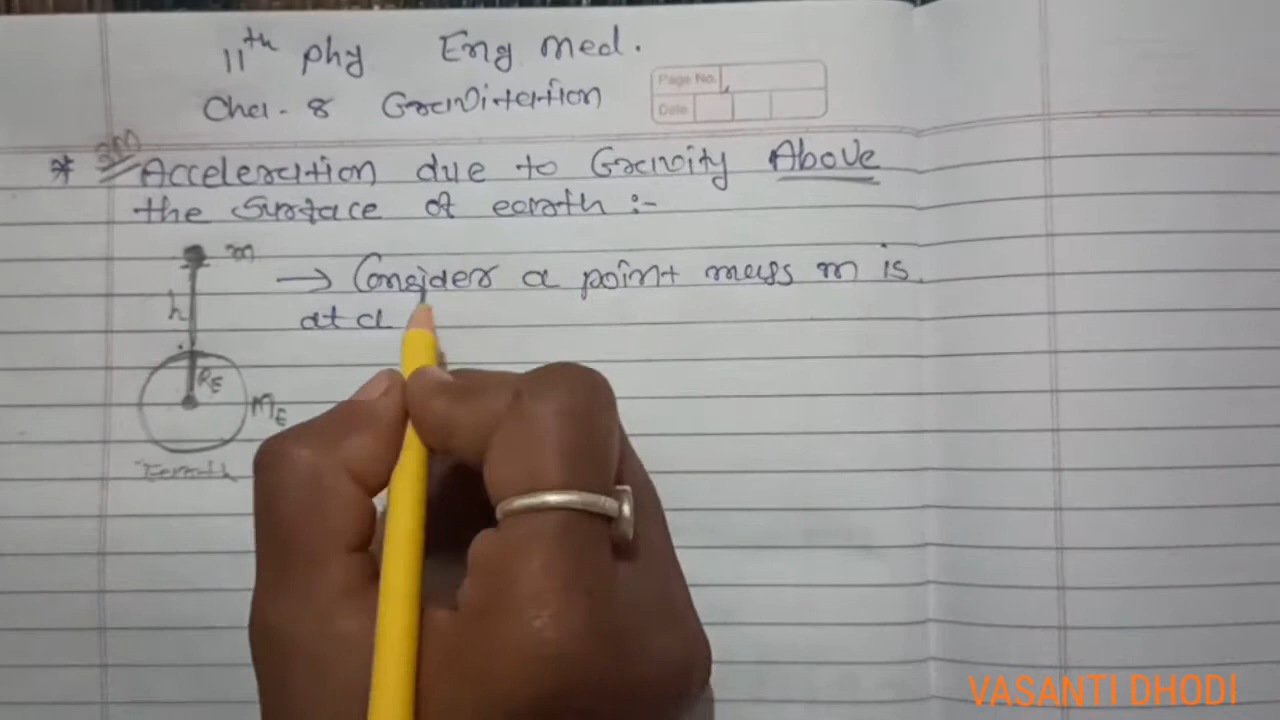 11th phy Eng med.
Cha - 8 Gravitation
Page No.
Date
* 3M Acceleration due to Gravity Above
the Surface of earth :-
m
→ Consider a point mass m is
h
at a
RE
ME
Earth
VASANTI DHODI